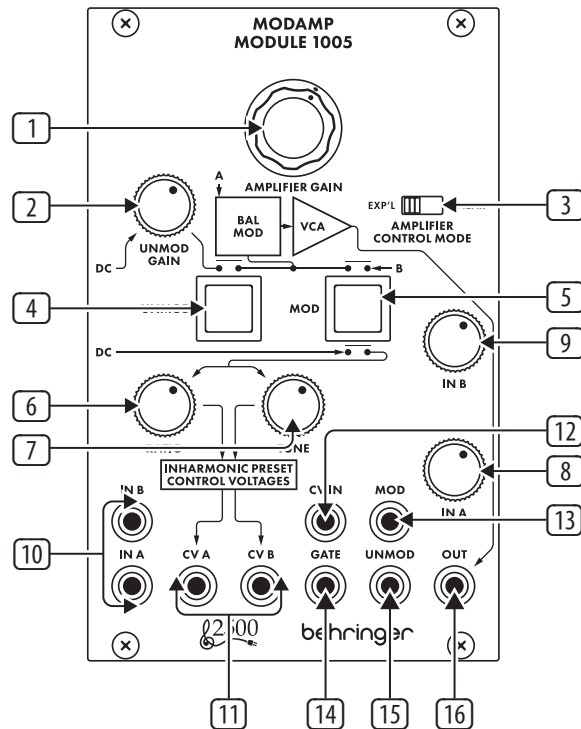 MODAMP
MODULE 1005
1
A
AMPLIFIER GAIN
2
EXP'L
3
BAL
MOD
VCA
AMPLIFIER
CONTROL MODE
UNMOD
GAIN
DC
B
4
MOD
5
DC
9
IN B
6
7
12
INHARMONIC PRESET
CONTROL VOLTAGES
8
IN B
CV IN
MOD
IN A
13
10
IN A
CV A
CV B
GATE
UNMOD
OUT
2500
behringer
11
14
15
16